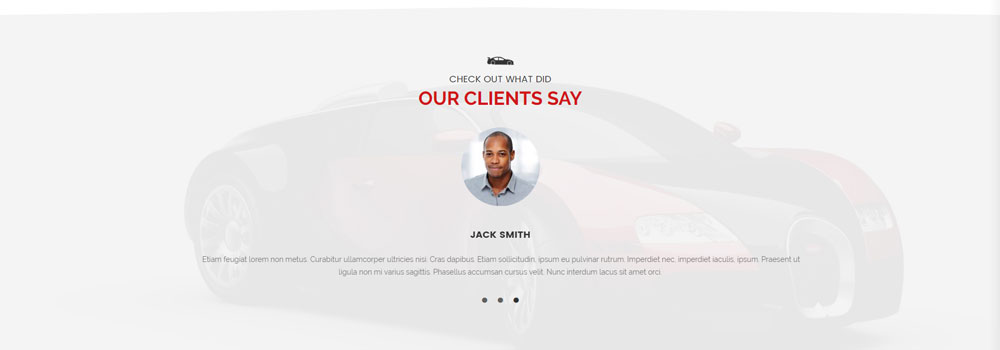 CHECK OUT WHAT DID
OUR CLIENTS SAY
JACK SMITH
Etiam feugiat lorem non metus. Curabitur ullamcorper ultricies nisi. Cras dapibus. Etiam sollicitudin, ipsum eu pulvinar rutrum. Imperdiet nec, imperdiet iaculis, ipsum. Praesent ut
ligula non mi varius sagittis. Phasellus accumsan cursus velit. Nunc interdum lacus sit amet orci.